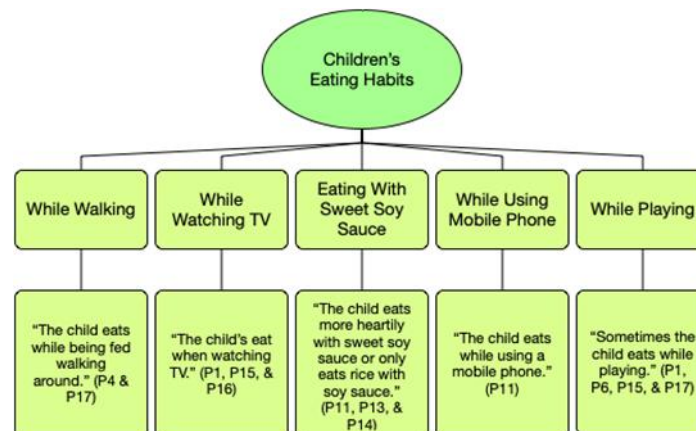 Children's
Eating Habits
While Walking
While
Watching TV
Eating With
Sweet Soy
Sauce
While Using
Mobile Phone
While Playing
“The child eats
while being fed
walking
around.” (P4 &
P17)
“The child’s eat
when watching
TV.” (P1, P15, &
P16)
“The child eats
more heartily
with sweet soy
sauce or only
eats rice with
soy sauce.”
(P11, P13, &
P14)
“The child eats
while using a
mobile phone.”
(P11)
“Sometimes the
child eats while
playing.” (P1,
P6, P15, & P17)